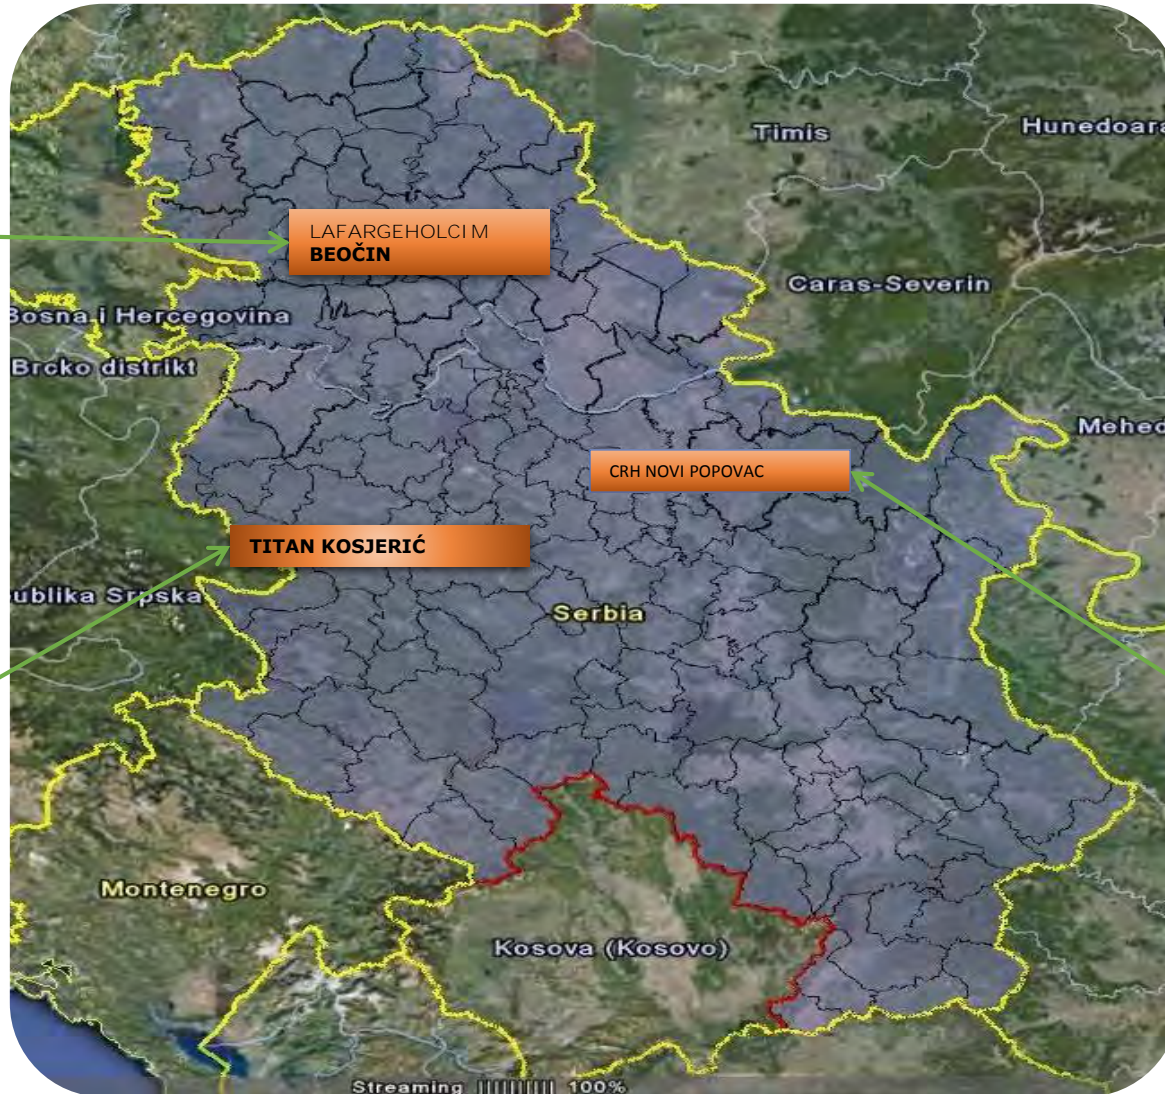 Timis
Hunedoara
LAFARGEHOLCIM
BEOČIN
Caras-Severin
Bosna i Hercegovina
Brcko distrikt
Mehed
CRH NOVI POPOVAC
TITAN KOSJERIĆ
ublika Srpska
Serbia
Montenegro
Kosova (Kosovo)
Streaming |||||||||| 100%